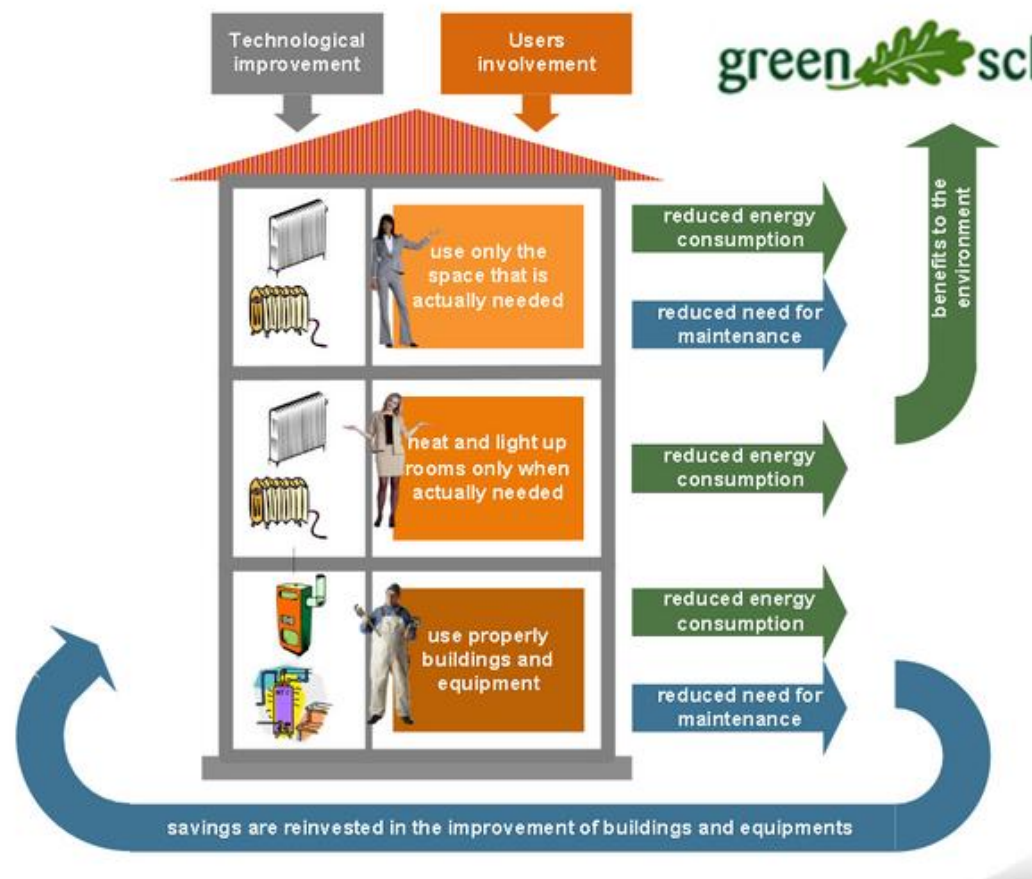 Technological
improvement
Users
involvement
green
use only the
space that is
actually needed
reduced energy
consumption
reduced need for
maintenance
benefits to the
environment
heat and light up
rooms only when
actually needed
reduced energy
consumption
use properly
buildings and
equipment
reduced energy
consumption
reduced need for
maintenance
savings are reinvested in the improvement of buildings and equipments